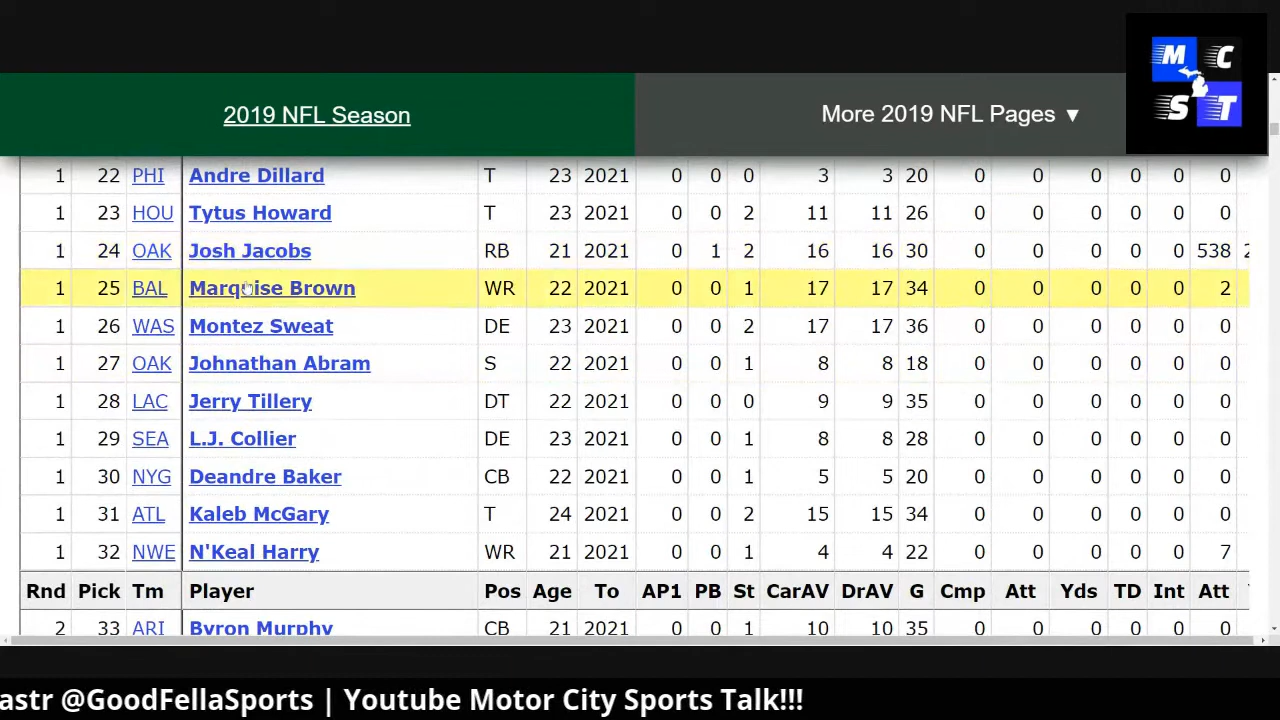 M C
S T
2019 NFL Season More 2019 NFL Pages ▼
1 22 PHI Andre Dillard T 23 2021 0 0 0 3 3 20 0 0 0 0 0 0
1 23 HOU Tytus Howard T 23 2021 0 0 2 11 11 26 0 0 0 0 0 0
1 24 OAK Josh Jacobs RB 21 2021 0 1 2 16 16 30 0 0 0 0 0 538
1 25 BAL Marquise Brown WR 22 2021 0 0 1 17 17 34 0 0 0 0 0 2
1 26 WAS Montez Sweat DE 23 2021 0 0 2 17 17 36 0 0 0 0 0 0
1 27 OAK Johnathan Abram S 22 2021 0 0 1 8 8 18 0 0 0 0 0 0
1 28 LAC Jerry Tillery DT 22 2021 0 0 0 9 9 35 0 0 0 0 0 0
1 29 SEA L.J. Collier DE 23 2021 0 0 1 8 8 28 0 0 0 0 0 0
1 30 NYG Deandre Baker CB 22 2021 0 0 1 5 5 20 0 0 0 0 0 0
1 31 ATL Kaleb McGary T 24 2021 0 0 2 15 15 34 0 0 0 0 0 0
1 32 NWE N'Keal Harry WR 21 2021 0 0 1 4 4 22 0 0 0 0 0 7
Rnd Pick Tm Player Pos Age To AP1 PB St CarAV DrAV G Cmp Att Yds TD Int Att
2 33 ARI Byron Murphy CB 21 2021 0 0 1 10 10 35 0 0 0 0 0 0
astr @GoodFellaSports | Youtube Motor City Sports Talk!!!